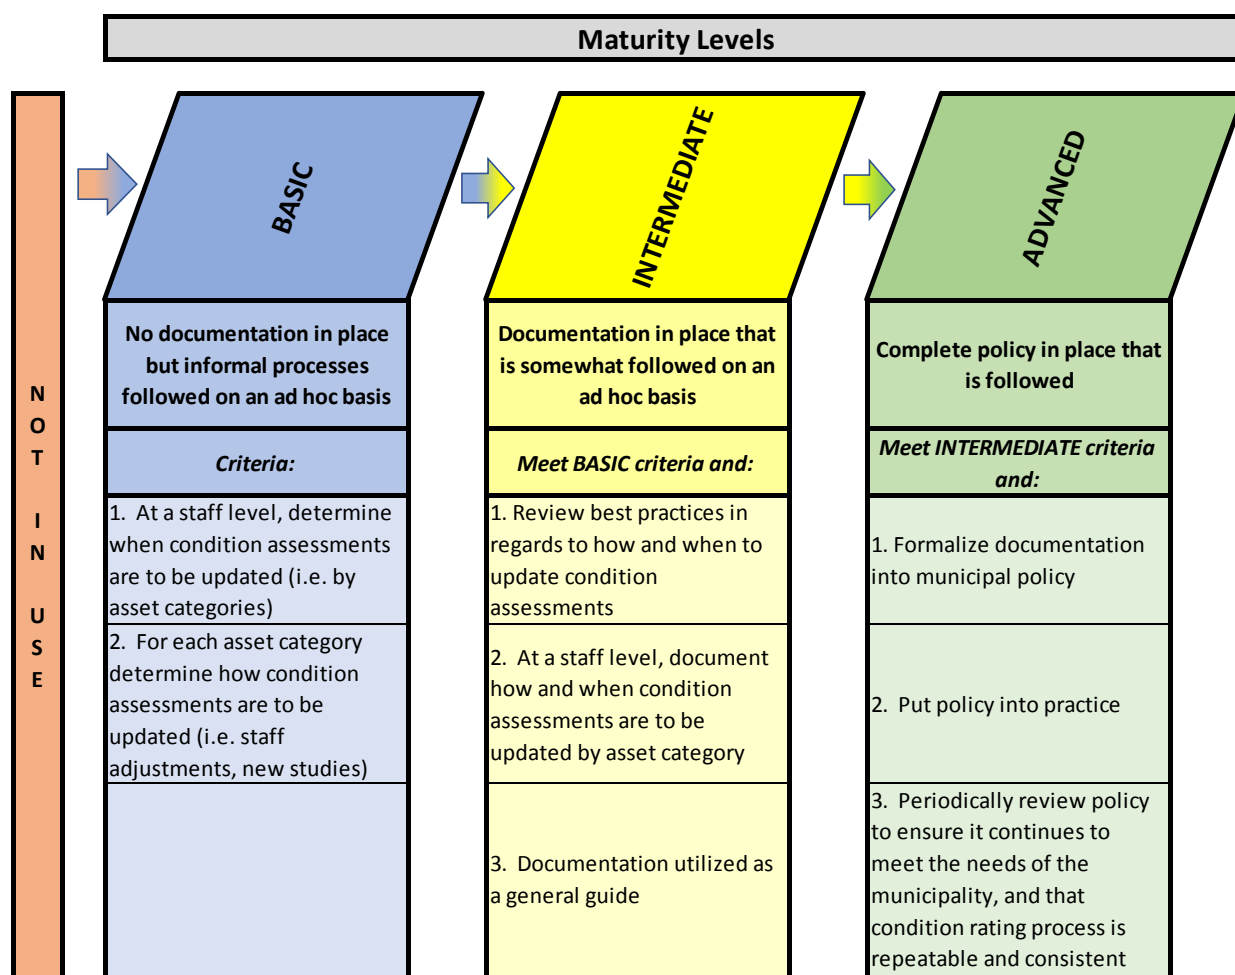 Maturity Levels
NOT IN USE
BASIC
No documentation in place
but informal processes
followed on an ad hoc basis
Criteria:
1. At a staff level, determine
when condition assessments
are to be updated (i.e. by
asset categories)
2. For each asset category
determine how condition
assessments are to be
updated (i.e. staff
adjustments, new studies)
INTERMEDIATE
Documentation in place that
is somewhat followed on an
ad hoc basis
Meet BASIC criteria and:
1. Review best practices in
regards to how and when to
update condition
assessments
2. At a staff level, document
how and when condition
assessments are to be
updated by asset category
3. Documentation utilized as
a general guide
ADVANCED
Complete policy in place that
is followed
Meet INTERMEDIATE criteria
and:
1. Formalize documentation
into municipal policy
2. Put policy into practice
3. Periodically review policy
to ensure it continues to
meet the needs of the
municipality, and that
condition rating process is
repeatable and consistent